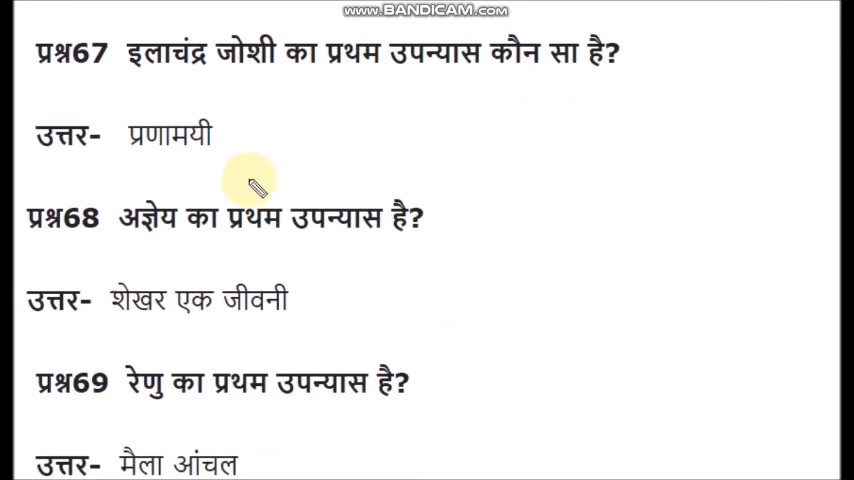 www.BANDICAM.com
प्रश्न67 इलाचंद्र जोशी का प्रथम उपन्यास कौन सा है?
उत्तर- प्रणामयी
प्रश्न68 अज्ञेय का प्रथम उपन्यास है?
उत्तर- शेखर एक जीवनी
प्रश्न69 रेणु का प्रथम उपन्यास है?
उत्तर- मैला आंचल